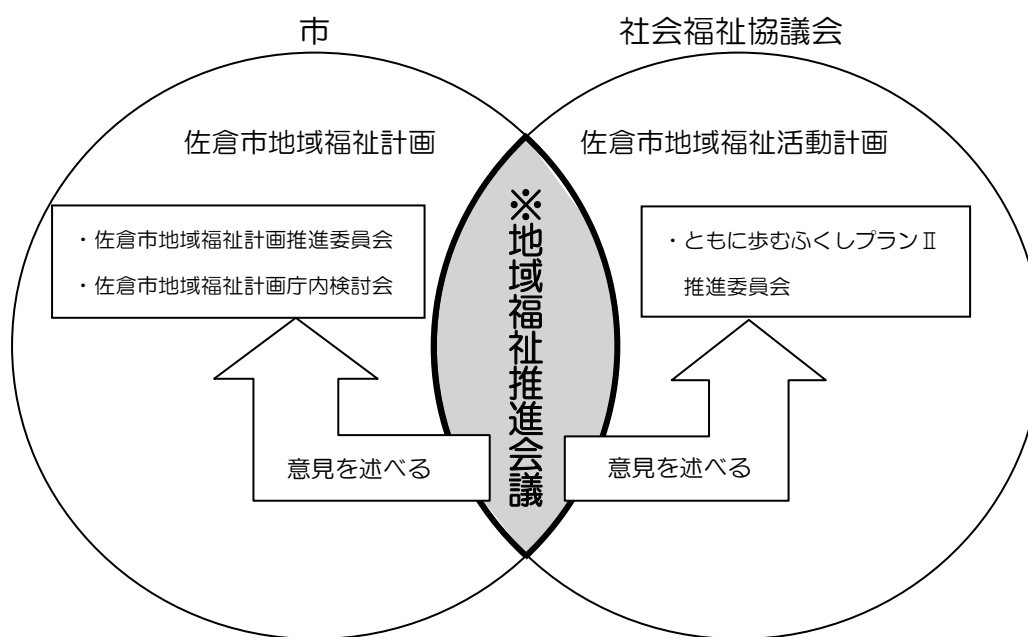 市
社会福祉協議会
佐倉市地域福祉計画
佐倉市地域福祉活動計画
・佐倉市地域福祉計画推進委員会
・佐倉市地域福祉計画庁内検討会
※地域福祉推進会議
・ともに歩むふくしプランⅡ
推進委員会
意見を述べる
意見を述べる